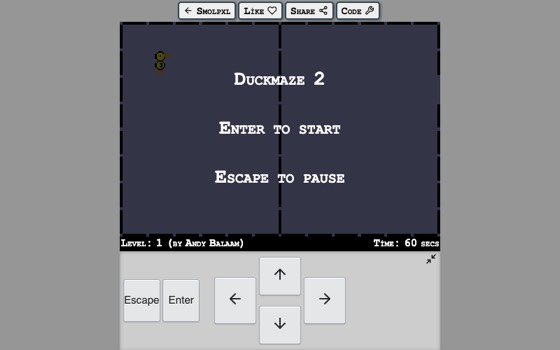 Smolpxl
Like
Share
Code
Duckmaze 2
Enter to start
Escape to pause
Level: 1 (by Andy Balaam)
Time: 60 secs
Escape
Enter